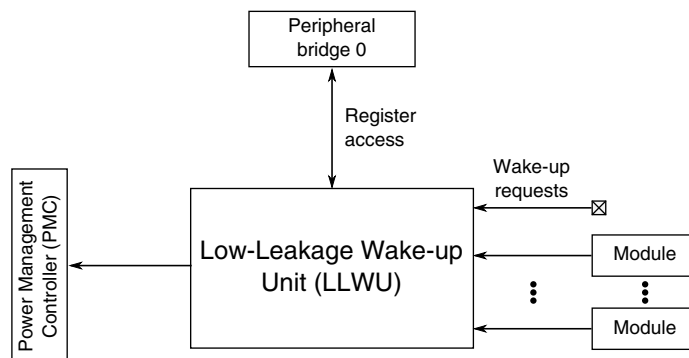 Peripheral
bridge 0
Register
access
Wake-up
requests
Power Management
Controller (PMC)
Low-Leakage Wake-up
Unit (LLWU)
Module
Module